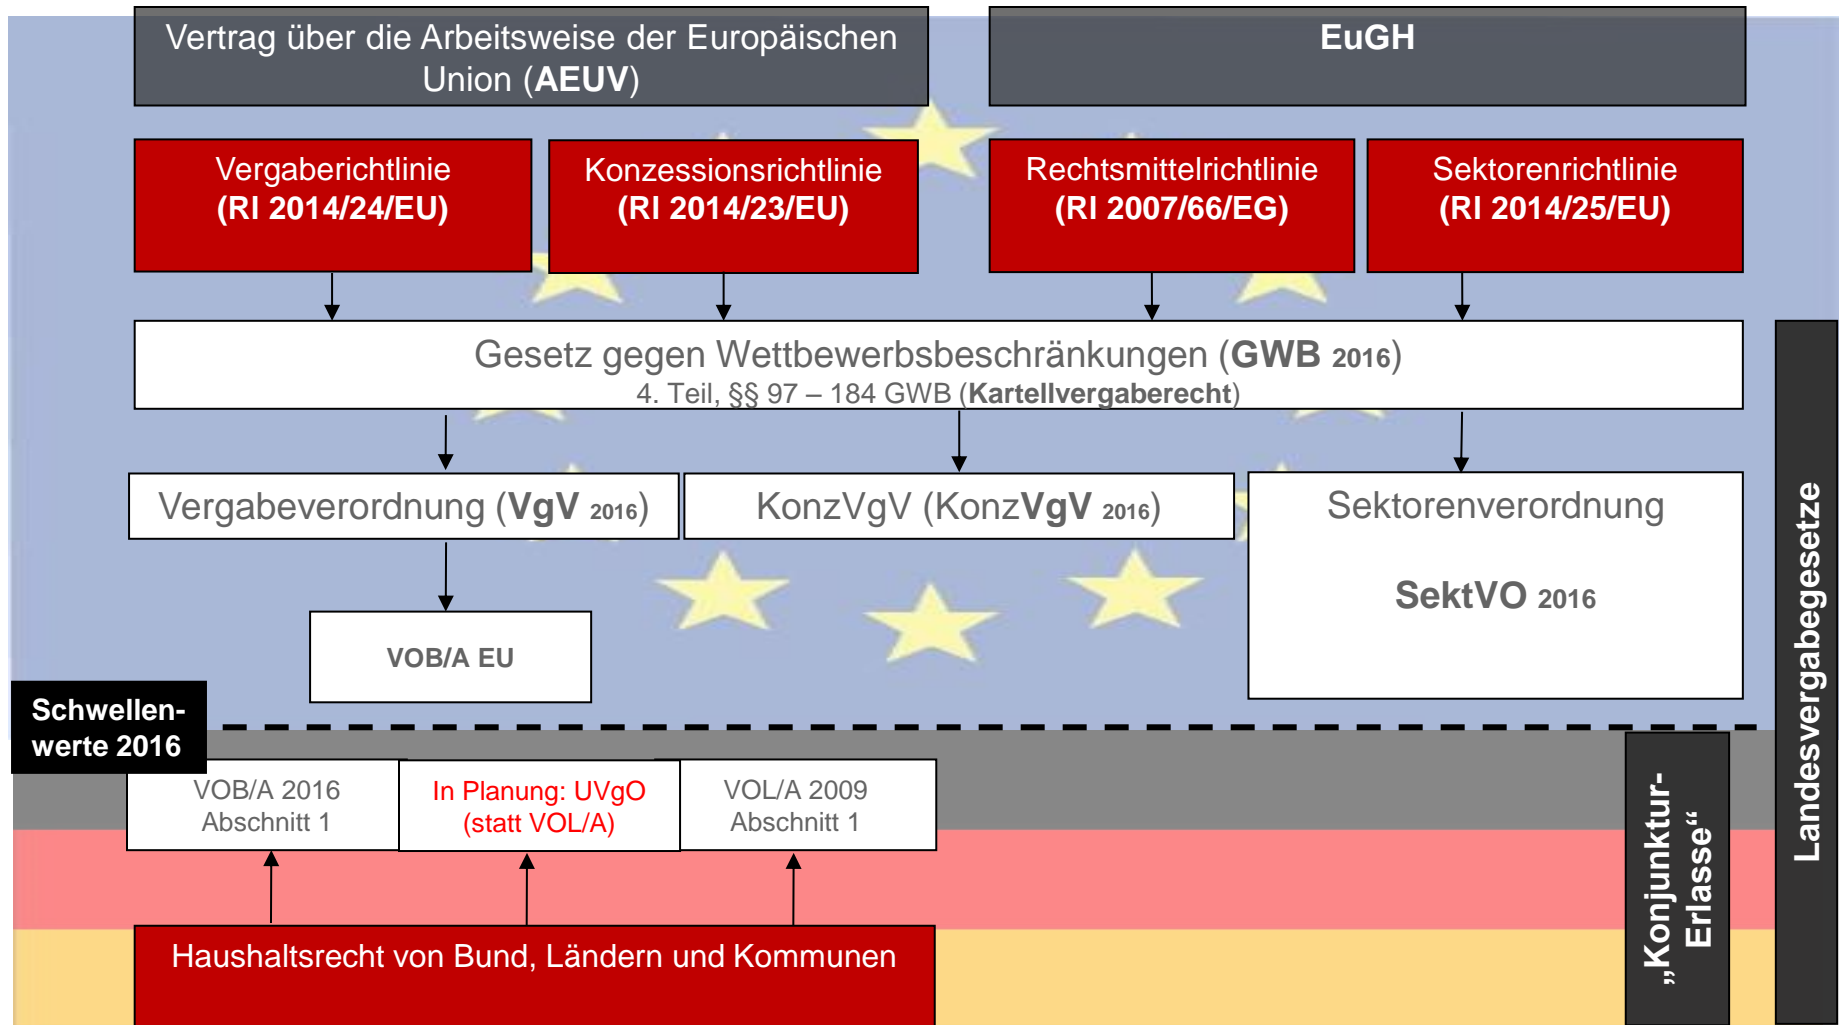 Vertrag über die Arbeitsweise der Europäischen
Union (AEUV)
EuGH
Vergaberichtlinie
(RI 2014/24/EU)
Konzessionsrichtlinie
(RI 2014/23/EU)
Rechtsmittelrichtlinie
(RI 2007/66/EG)
Sektorenrichtlinie
(RI 2014/25/EU)
Gesetz gegen Wettbewerbsbeschränkungen (GWB 2016)
4. Teil, §§ 97 – 184 GWB (Kartellvergaberecht)
Vergabeverordnung (VgV 2016)
KonzVgV (KonzVgV 2016)
Sektorenverordnung
SektVO 2016
VOB/A EU
Schwellen-
werte 2016
VOB/A 2016
Abschnitt 1
In Planung: UVgO
(statt VOL/A)
VOL/A 2009
Abschnitt 1
Haushaltsrecht von Bund, Ländern und Kommunen
„Konjunktur-
Erlasse“
Landesvergabegesetze